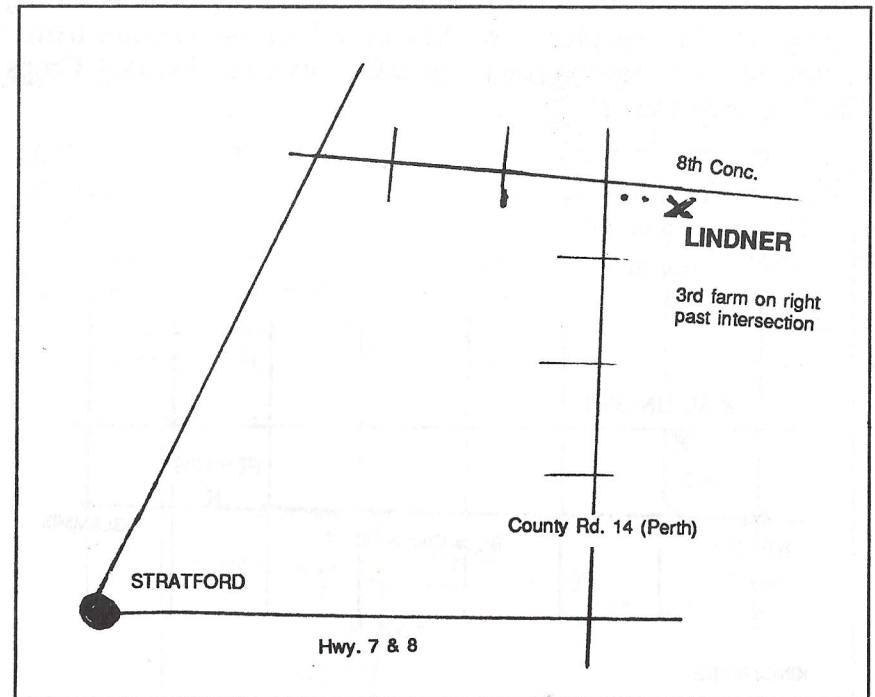 8th Conc.
LINDNER
3rd farm on right
past intersection
County Rd. 14 (Perth)
STRATFORD
Hwy. 7 & 8